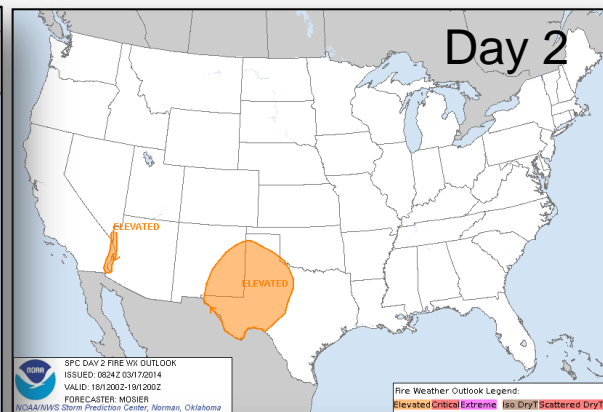 Day 2
ELEVATED
ELEVATED
SPC DAY 2 FIRE WX OUTLOOK
ISSUED: 0824Z 03/17/2014
VALID: 18/1200Z-19/1200Z
FORECASTER: MOSIER
NOAA/NWS Storm Prediction Center, Norman, Oklahoma
NOAA
Fire Weather Outlook Legend:
Elevated Critical Extreme Iso DryT Scattered DryT